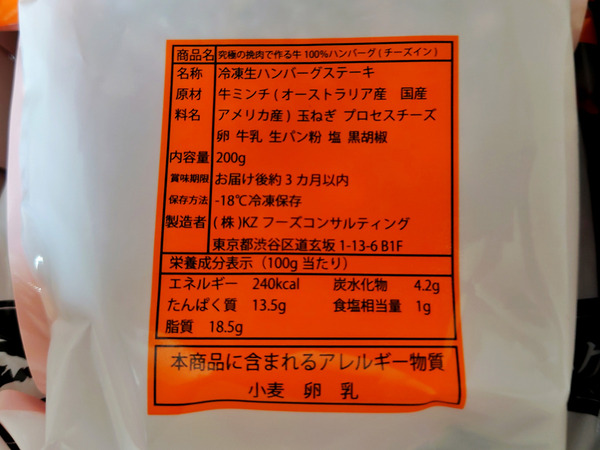 商品名 究極の挽肉で作る牛100%ハンバーグ(チーズイン)
名称 冷凍生ハンバーグステーキ
原材 牛ミンチ(オーストラリア産 国産
料名 アメリカ産) 玉ねぎ プロセスチーズ
卵 牛乳 生パン粉 塩 黒胡椒
内容量 200g
賞味期限 お届け後約3カ月以内
保存方法 -18℃冷凍保存
製造者 (株)KZフーズコンサルティング
東京都渋谷区道玄坂1-13-6 B1F
栄養成分表示(100g当たり)
エネルギー 240kcal 炭水化物 4.2g
たんぱく質 13.5g 食塩相当量 1g
脂質 18.5g
本商品に含まれるアレルギー物質
小麦 卵 乳